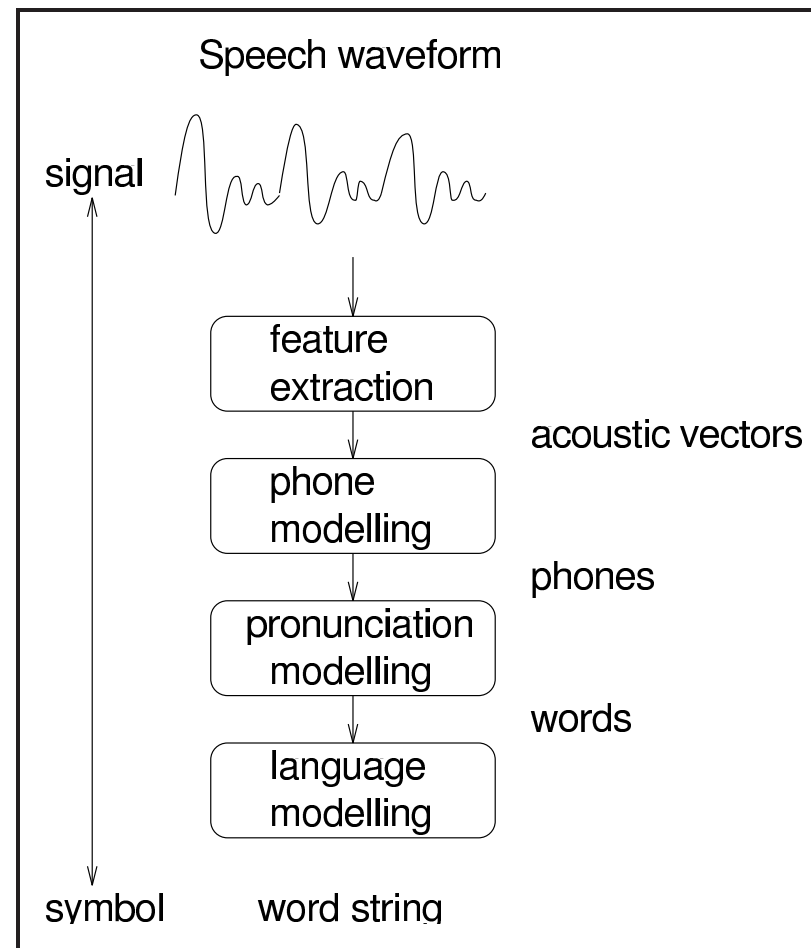 Speech waveform
signal
feature
extraction
acoustic vectors
phone
modelling
phones
pronunciation
modelling
words
language
modelling
symbol
word string